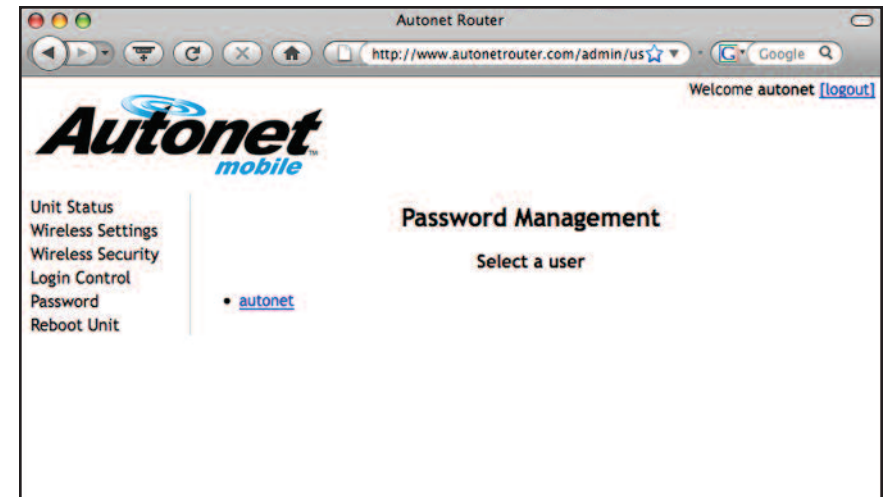 Autonet Router
http://www.autonetrouter.com/admin/us
G
Google
Welcome autonet [logout]
Autonet
mobile
TM
Unit Status
Wireless Settings
Wireless Security
Login Control
Password
Reboot Unit
Password Management
Select a user
• autonet